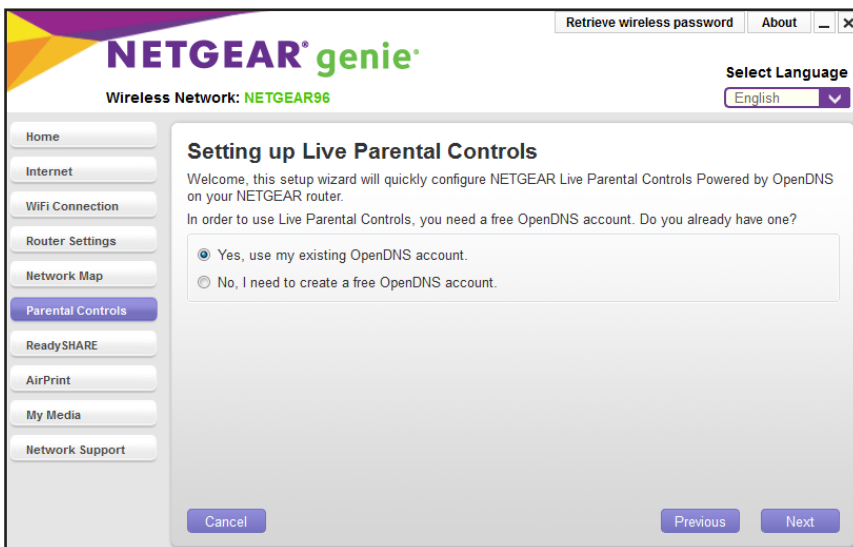 Retrieve wireless password About
NETGEAR® genie®
Select Language
Wireless Network: NETGEAR96
English
Home
Internet
WiFi Connection
Router Settings
Network Map
Parental Controls
ReadySHARE
AirPrint
My Media
Network Support
Setting up Live Parental Controls
Welcome, this setup wizard will quickly configure NETGEAR Live Parental Controls Powered by OpenDNS
on your NETGEAR router.
In order to use Live Parental Controls, you need a free OpenDNS account. Do you already have one?
Yes, use my existing OpenDNS account.
No, I need to create a free OpenDNS account.
Cancel Previous Next